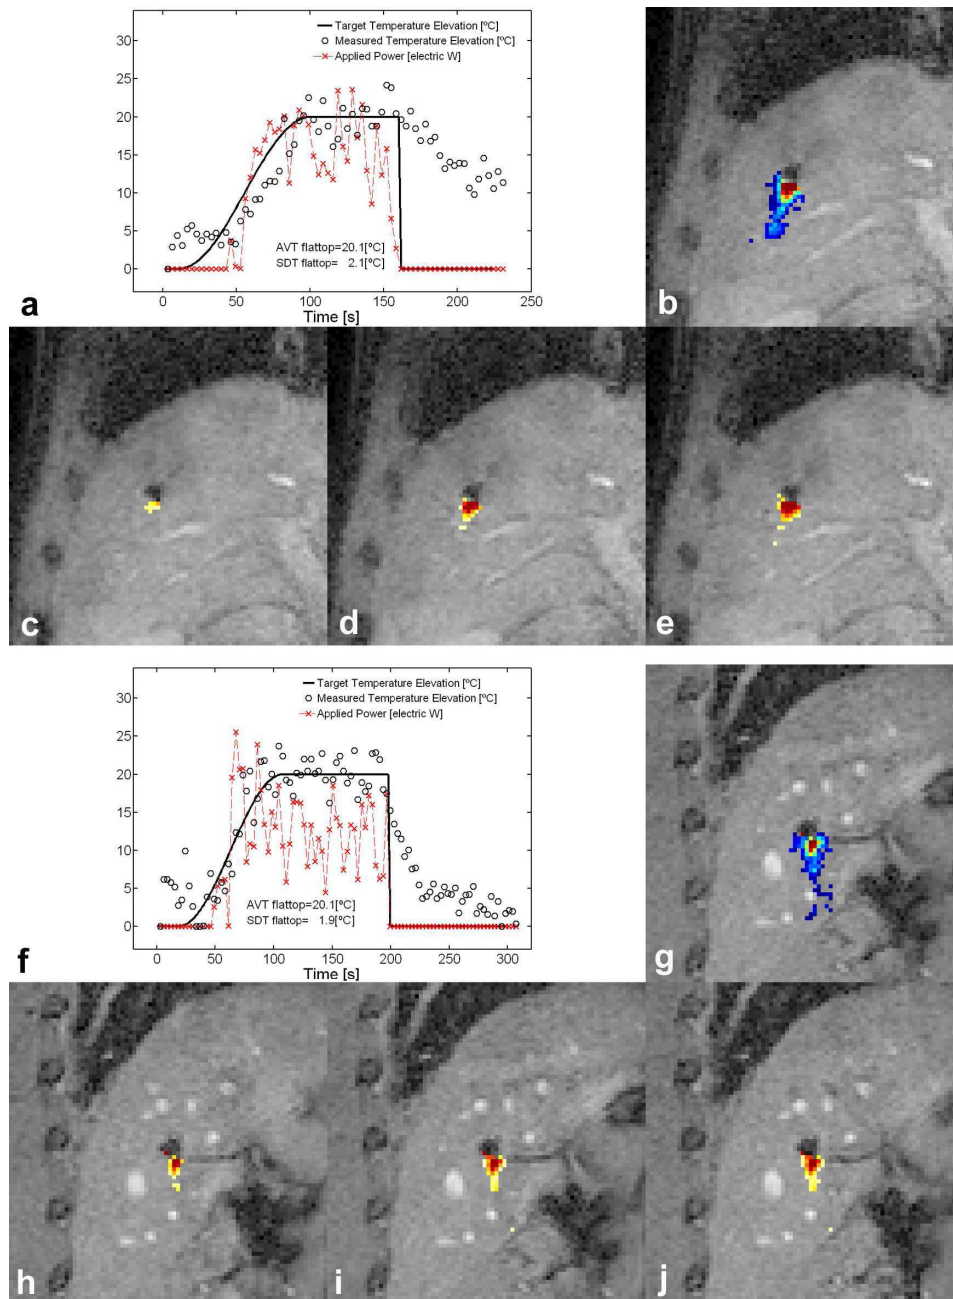 Target Temperature Elevation [ºC]
Measured Temperature Elevation [ºC]
Applied Power [electric W]
30
25
20
15
10
5
0
AVT flattop=20.1[ºC]
SDT flattop= 2.1[ºC]
0 50 100 150 200 250
Time [s]
a
b
c
d
e
Target Temperature Elevation [ºC]
Measured Temperature Elevation [ºC]
Applied Power [electric W]
30
25
20
15
10
5
0
AVT flattop=20.1[ºC]
SDT flattop= 1.9[ºC]
0 50 100 150 200 250 300
Time [s]
f
g
h
i
j